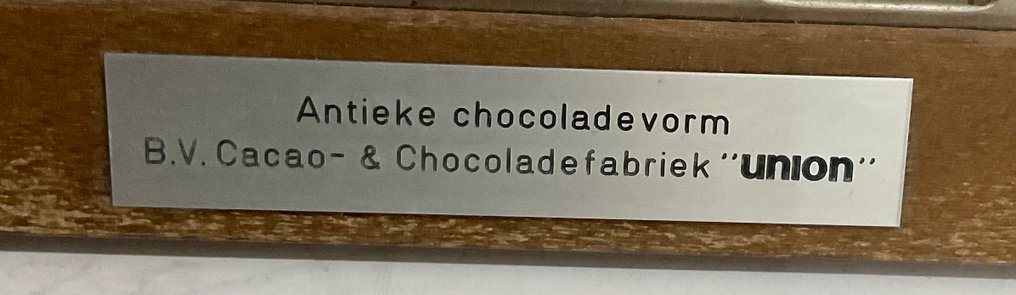 Antieke chocoladevorm
B.V. Cacao- & Chocoladefabriek "union"